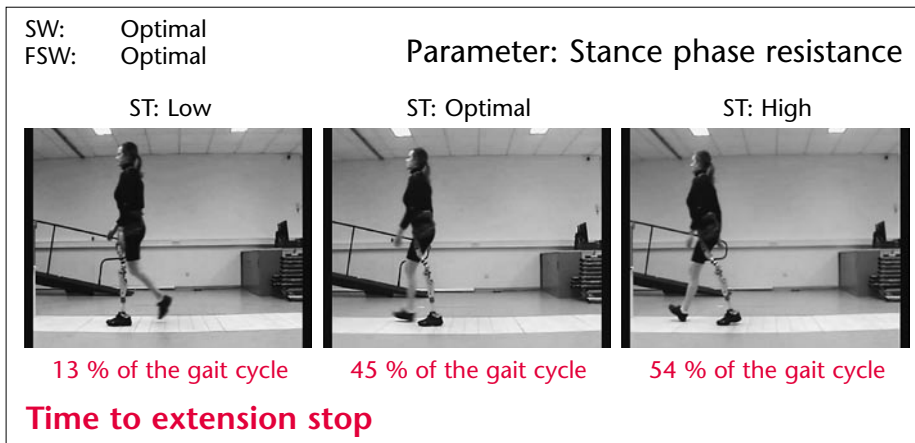 SW: Optimal
FSW: Optimal
Parameter: Stance phase resistance
ST: Low
ST: Optimal
ST: High
13 % of the gait cycle
45 % of the gait cycle
54 % of the gait cycle
Time to extension stop